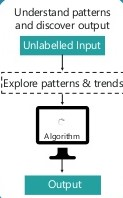 Understand patterns
and discover output
Unlabelled Input
Explore patterns & trends
Algorithm
Output